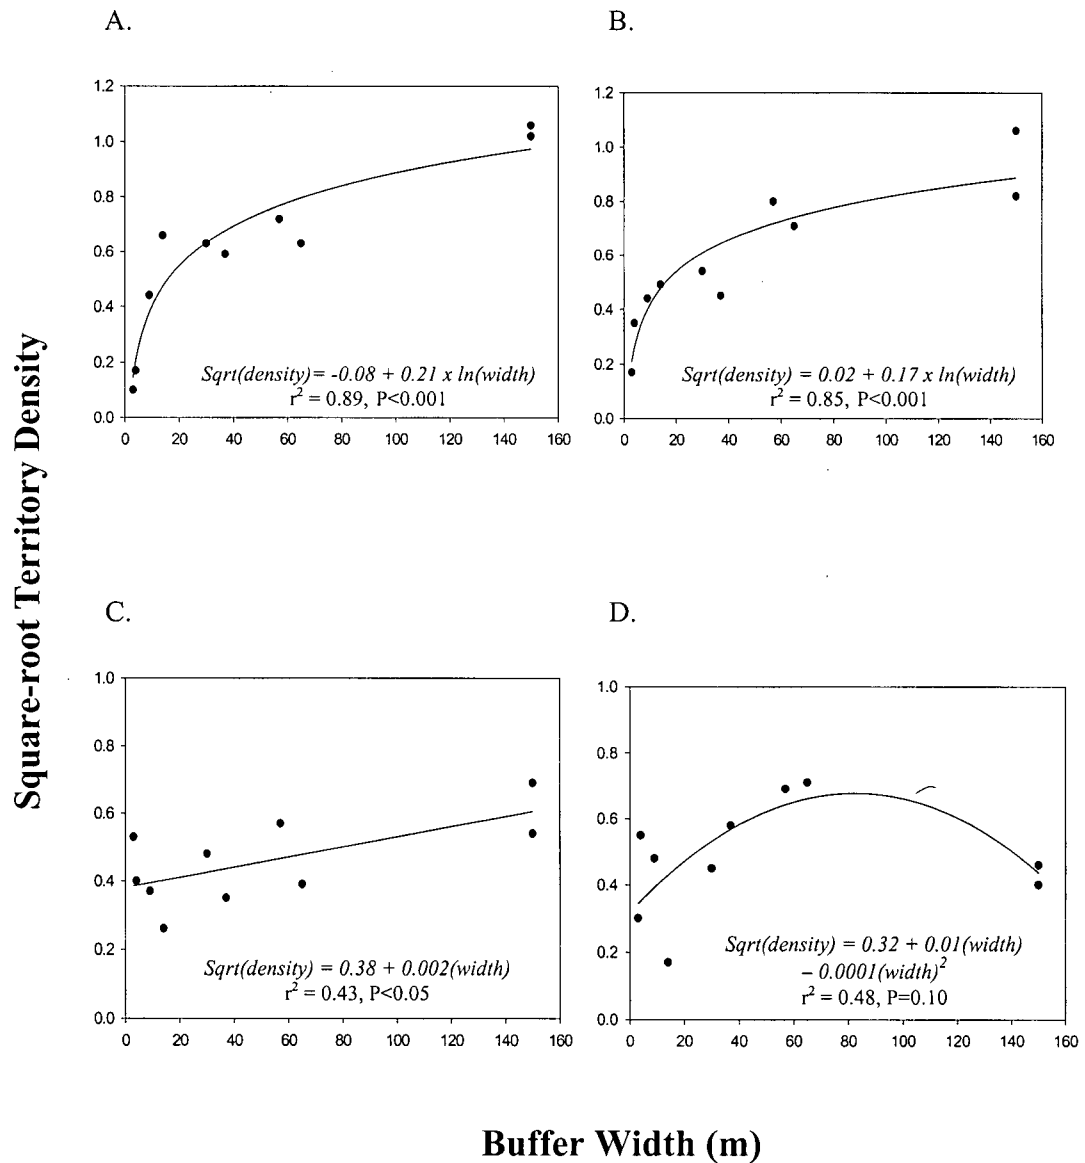 A.
1.2
1.0
0.8
0.6
0.4
0.2
0.0
Sqrt(density)= -0.08 + 0.21 x ln(width)
r² = 0.89, P<0.001
0 20 40 60 80 100 120 140 160
B.
1.2
1.0
0.8
0.6
0.4
0.2
0.0
Sqrt(density) = 0.02 + 0.17 x ln(width)
r² = 0.85, P<0.001
0 20 40 60 80 100 120 140 160
Square-root Territory Density
C.
1.0
0.8
0.6
0.4
0.2
0.0
Sqrt(density) = 0.38 + 0.002(width)
r² = 0.43, P<0.05
0 20 40 60 80 100 120 140 160
D.
1.0
0.8
0.6
0.4
0.2
0.0
Sqrt(density) = 0.32 + 0.01(width)
– 0.0001(width)²
r² = 0.48, P=0.10
0 20 40 60 80 100 120 140 160
Buffer Width (m)